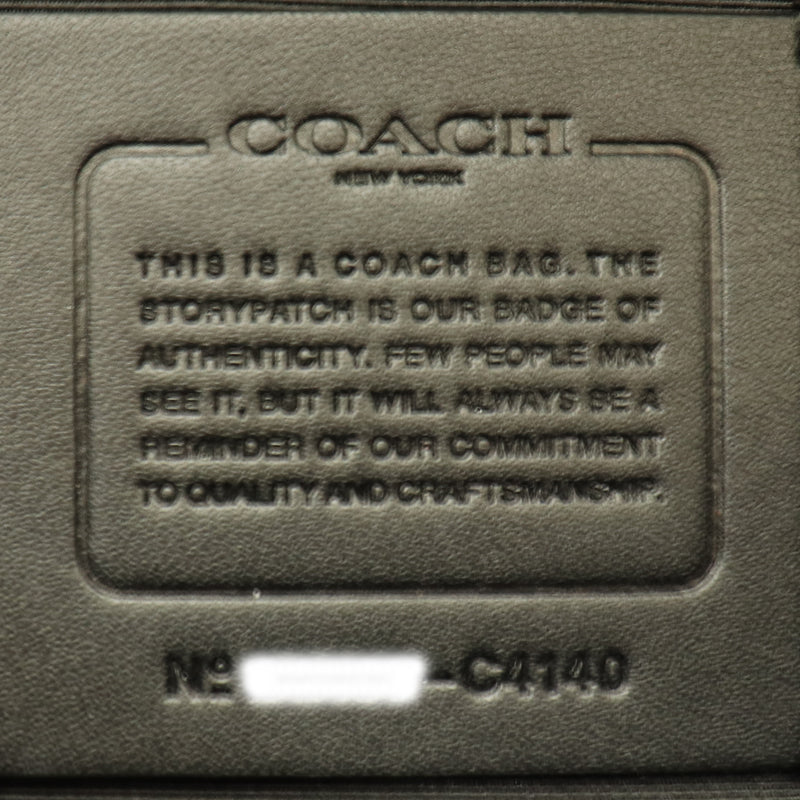 COACH
NEW YORK
THIS IS A COACH BAG. THE
STORYPATCH IS OUR BADGE OF
AUTHENTICITY. FEW PEOPLE MAY
SEE IT, BUT IT WILL ALWAYS BE A
REMINDER OF OUR COMMITMENT
TO QUALITY AND CRAFTSMANSHIP.
Nº -C4140